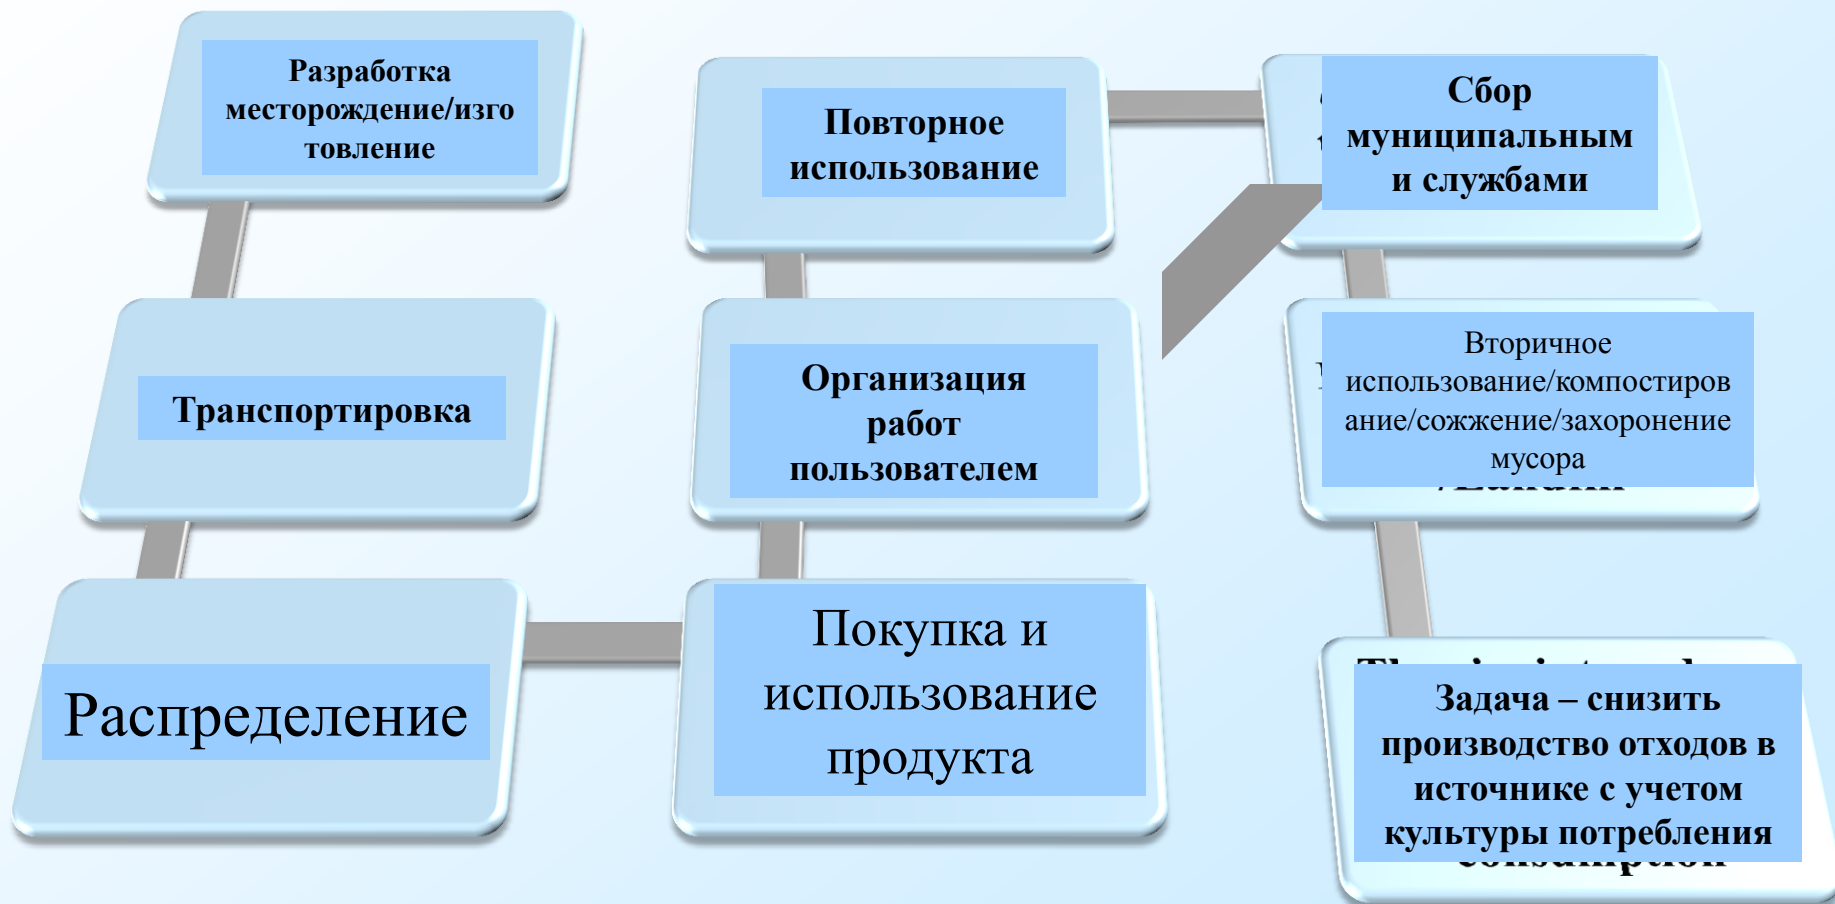 Разработка
месторождение/изго
товление
Транспортировка
Распределение
Повторное
использование
Организация
работ
пользователем
Покупка и
использование
продукта
Сбор
муниципальным
и службами
Вторичное
использование/компостиров
ание/сожжение/захоронение
мусора
Задача – снизить
производство отходов в
источнике с учетом
культуры потребления
consumption